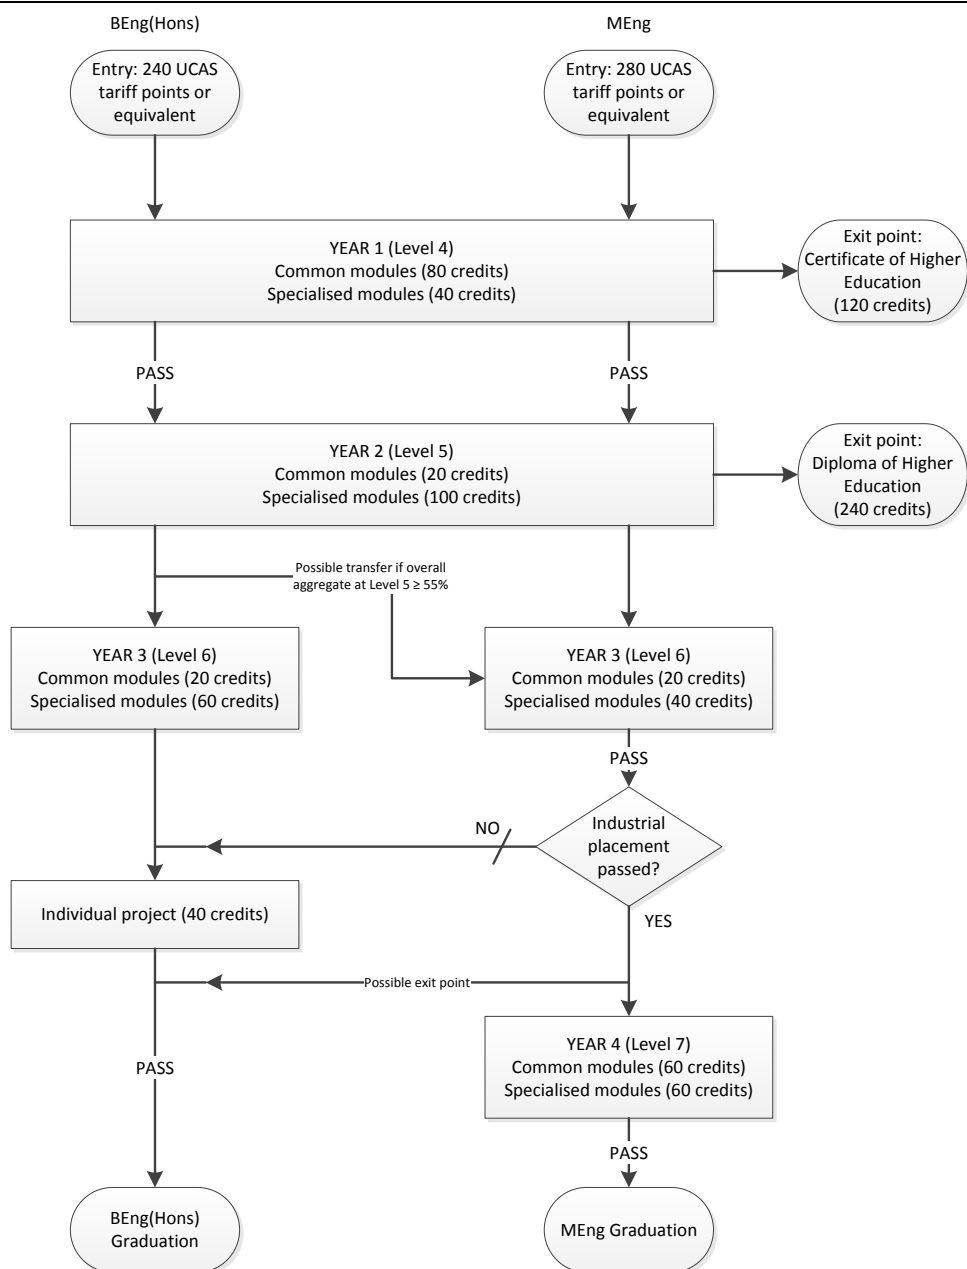 BEng(Hons)
MEng
Entry: 240 UCAS
tariff points or
equivalent
Entry: 280 UCAS
tariff points or
equivalent
YEAR 1 (Level 4)
Common modules (80 credits)
Specialised modules (40 credits)
Exit point:
Certificate of Higher
Education
(120 credits)
PASS
PASS
YEAR 2 (Level 5)
Common modules (20 credits)
Specialised modules (100 credits)
Exit point:
Diploma of Higher
Education
(240 credits)
Possible transfer if overall
aggregate at Level 5 ≥ 55%
YEAR 3 (Level 6)
Common modules (20 credits)
Specialised modules (60 credits)
YEAR 3 (Level 6)
Common modules (20 credits)
Specialised modules (40 credits)
PASS
Industrial
placement
passed?
NO
YES
Individual project (40 credits)
Possible exit point
YEAR 4 (Level 7)
Common modules (60 credits)
Specialised modules (60 credits)
PASS
PASS
BEng(Hons)
Graduation
MEng Graduation